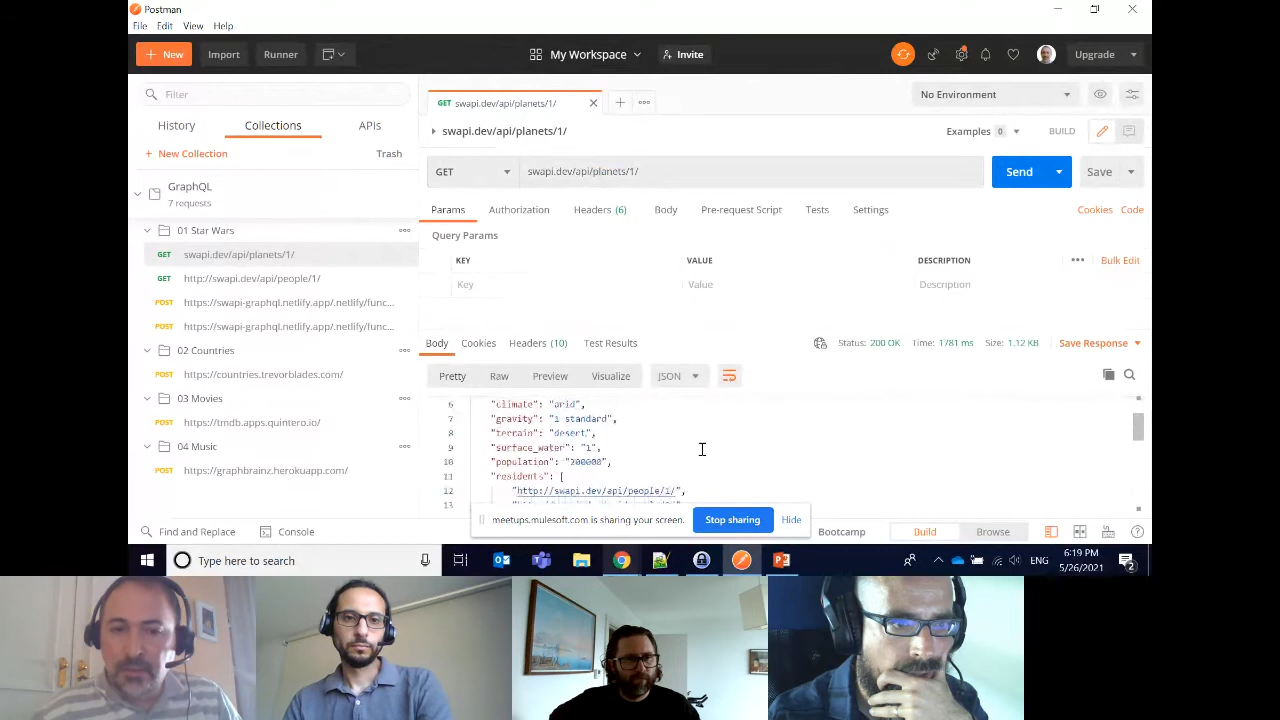 Postman
File Edit View Help
New Import Runner My Workspace Invite Upgrade
Filter
History Collections APIs
New Collection Trash
GraphQL
7 requests
01 Star Wars
GET swapi.dev/api/planets/1/
GET http://swapi.dev/api/people/1/
POST https://swapi-graphql.netlify.app/.netlify/func...
POST https://swapi-graphql.netlify.app/.netlify/func...
02 Countries
POST https://countries.trevorblades.com/
03 Movies
POST https://tmdb.apps.quintero.io/
04 Music
POST https://graphbrainz.herokuapp.com/
GET swapi.dev/api/planets/1/
No Environment
swapi.dev/api/planets/1/
Examples 0 BUILD
GET swapi.dev/api/planets/1/ Send Save
Params Authorization Headers (6) Body Pre-request Script Tests Settings Cookies Code
Query Params
KEY VALUE DESCRIPTION Bulk Edit
Key Value Description
Body Cookies Headers (10) Test Results Status: 200 OK Time: 1781 ms Size: 1.12 KB Save Response
Pretty Raw Preview Visualize JSON
6 "climate": "arid",
7 "gravity": "1 standard",
8 "terrain": "desert",
9 "surface_water": "1",
10 "population": "200000",
11 "residents": [
12 "http://swapi.dev/api/people/1/",
13
meetups.mulesoft.com is sharing your screen. Stop sharing Hide
Find and Replace Console Bootcamp Build Browse
Type here to search
ENG
6:19 PM
5/26/2021
2